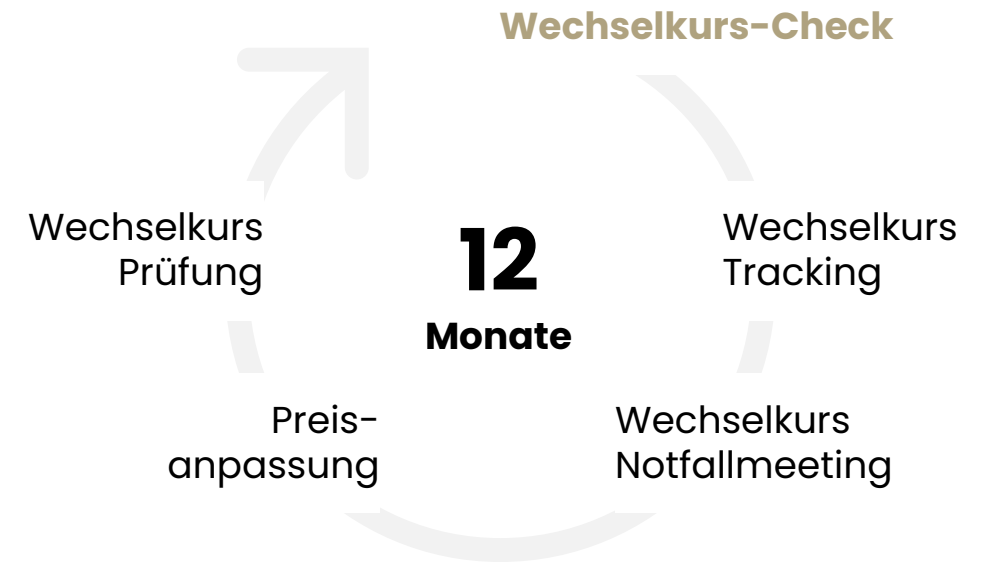 Wechselkurs-Check
Wechselkurs
Tracking
Wechselkurs
Notfallmeeting
Preis-
anpassung
Wechselkurs
Prüfung
12
Monate